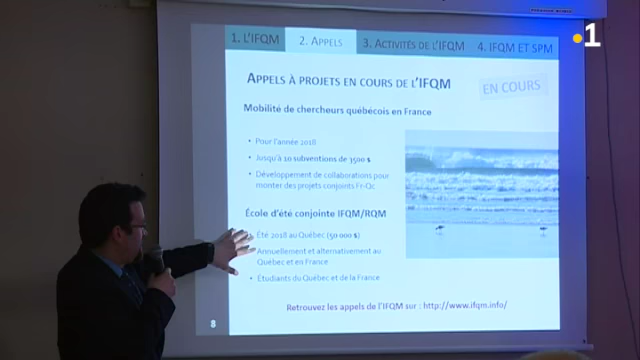 1. L'IFQM
2. APPELS
3. ACTIVITÉS DE L'IFQM
4. IFQM ET SPM
1
APPELS À PROJETS EN COURS DE L'IFQM
EN COURS
Mobilité de chercheurs québécois en France
• Pour l'année 2018
• Jusqu'à 10 subventions de 3500 $
• Développement de collaborations pour
monter des projets conjoints Fr-Qc
École d'été conjointe IFQM/RQM
Été 2018 au Québec (50 000 $)
Annuellement et alternativement au
Québec et en France
• Étudiants du Québec et de la France
Retrouvez les appels de l'IFQM sur : http://www.ifqm.info/
8